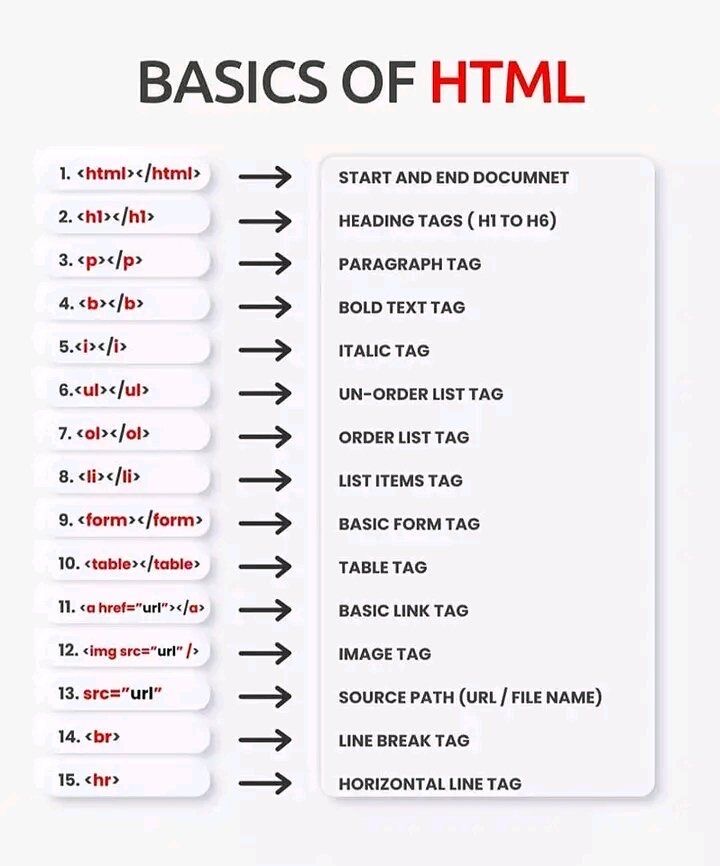 BASICS OF HTML
1. <html></html> → START AND END DOCUMNET
2. <h1></h1> → HEADING TAGS ( H1 TO H6)
3. <p></p> → PARAGRAPH TAG
4. <b></b> → BOLD TEXT TAG
5.<i></i> → ITALIC TAG
6.<ul></ul> → UN-ORDER LIST TAG
7. <ol></ol> → ORDER LIST TAG
8. <li></li> → LIST ITEMS TAG
9. <form></form> → BASIC FORM TAG
10. <table></table> → TABLE TAG
11. <a href="url"></a> → BASIC LINK TAG
12. <img src="url" /> → IMAGE TAG
13. src="url" → SOURCE PATH (URL / FILE NAME)
14. <br> → LINE BREAK TAG
15. <hr> → HORIZONTAL LINE TAG